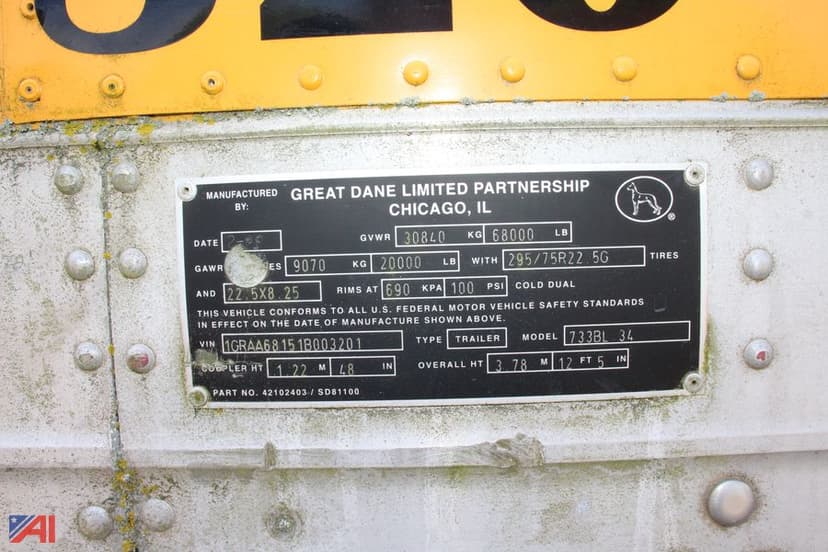 MANUFACTURED BY: GREAT DANE LIMITED PARTNERSHIP
CHICAGO, IL
DATE GVWR 30840 KG 68000 LB
GAWR 9070 KG 20000 LB WITH 295/75R22.5G TIRES
AND 22.5X8.25 RIMS AT 690 KPA 100 PSI COLD DUAL
THIS VEHICLE CONFORMS TO ALL U.S. FEDERAL MOTOR VEHICLE SAFETY STANDARDS
IN EFFECT ON THE DATE OF MANUFACTURE SHOWN ABOVE.
VIN 1GRAA68151B003201 TYPE TRAILER MODEL 733BL 34
COUPLER HT 1.22 M 48 IN OVERALL HT 3.78 M 12 FT 5 IN
PART NO. 42102403 / SD81100
®
AI